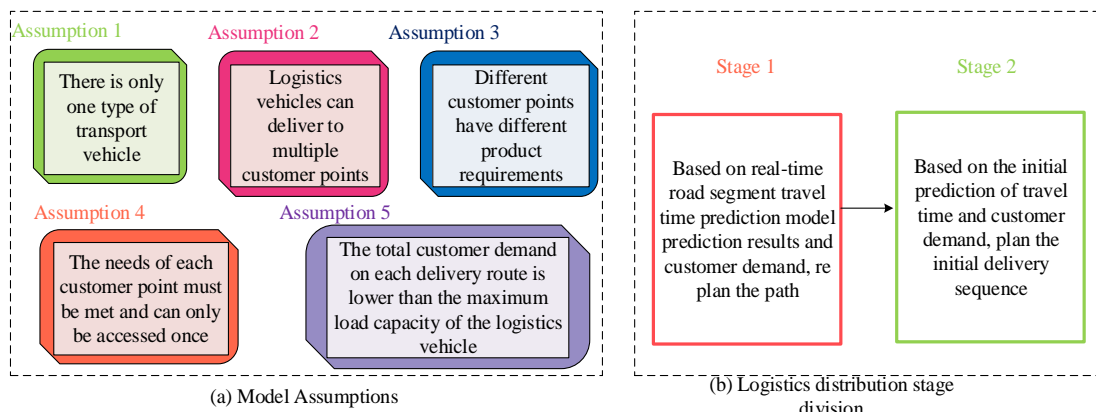 Assumption 1
There is only
one type of
transport
vehicle
Assumption 2
Logistics
vehicles can
deliver to
multiple
customer points
Assumption 3
Different
customer points
have different
product
requirements
Assumption 4
The needs of each
customer point must
be met and can only
be accessed once
Assumption 5
The total customer demand
on each delivery route is
lower than the maximum
load capacity of the logistics
vehicle
(a) Model Assumptions
Stage 1
Based on real-time
road segment travel
time prediction model
prediction results and
customer demand, re
plan the path
Stage 2
Based on the initial
prediction of travel
time and customer
demand, plan the
initial delivery
sequence
(b) Logistics distribution stage
division